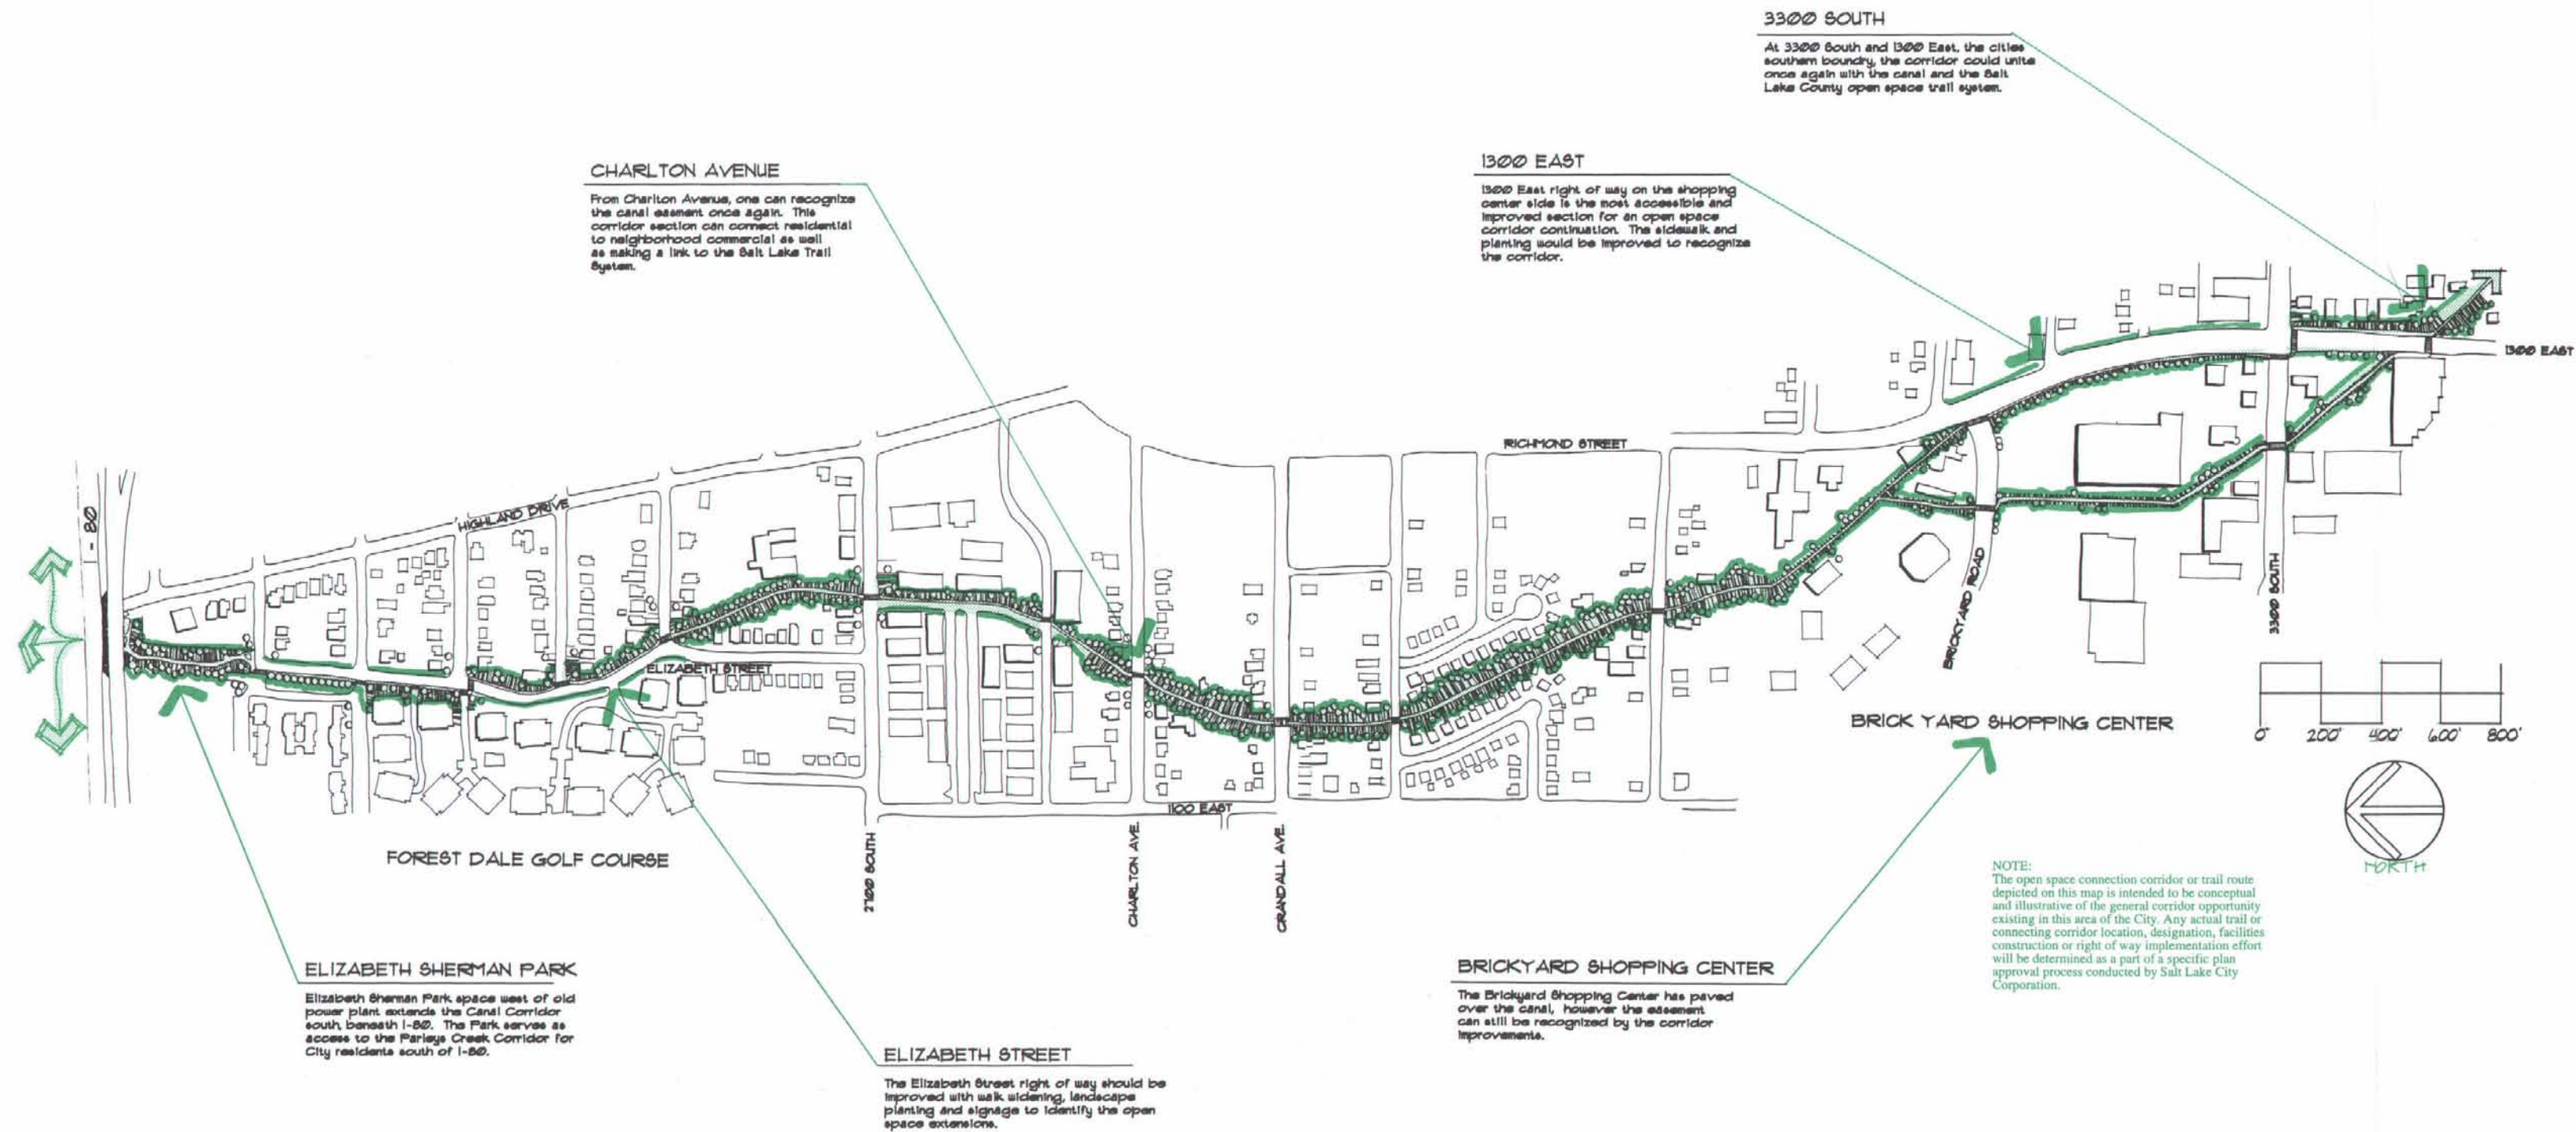 3300 SOUTH
At 3300 South and 1300 East, the cities
southern boundry, the corridor could unite
once again with the canal and the Salt
Lake County open space trail system.
CHARLTON AVENUE
From Charlton Avenue, one can recognize
the canal easment once again. This
corridor section can connect residential
to neighborhood commercial as well
as making a link to the Salt Lake Trail
System.
1300 EAST
1300 East right of way on the shopping
center side is the most accessible and
improved section for an open space
corridor continuation. The sidewalk and
planting would be improved to recognize
the corridor.
1300 EAST
RICHMOND STREET
HIGHLAND DRIVE
I - 80
ELIZABETH STREET
BRICKYARD ROAD
3300 SOUTH
BRICK YARD SHOPPING CENTER
0' 200' 400' 600' 800'
NORTH
1100 EAST
2700 SOUTH
CHARLTON AVE.
CRANDALL AVE.
FOREST DALE GOLF COURSE
NOTE:
The open space connection corridor or trail route
depicted on this map is intended to be conceptual
and illustrative of the general corridor opportunity
existing in this area of the City. Any actual trail or
connecting corridor location, designation, facilities
construction or right of way implementation effort
will be determined as a part of a specific plan
approval process conducted by Salt Lake City
Corporation.
ELIZABETH SHERMAN PARK
Elizabeth Sherman Park space west of old
power plant extends the Canal Corridor
south, beneath I-80. The Park serves as
access to the Parleys Creek Corridor for
City residents south of I-80.
BRICKYARD SHOPPING CENTER
The Brickyard Shopping Center has paved
over the canal, however the easement
can still be recognized by the corridor
improvements.
ELIZABETH STREET
The Elizabeth Street right of way should be
improved with walk widening, landscape
planting and signage to identify the open
space extensions.